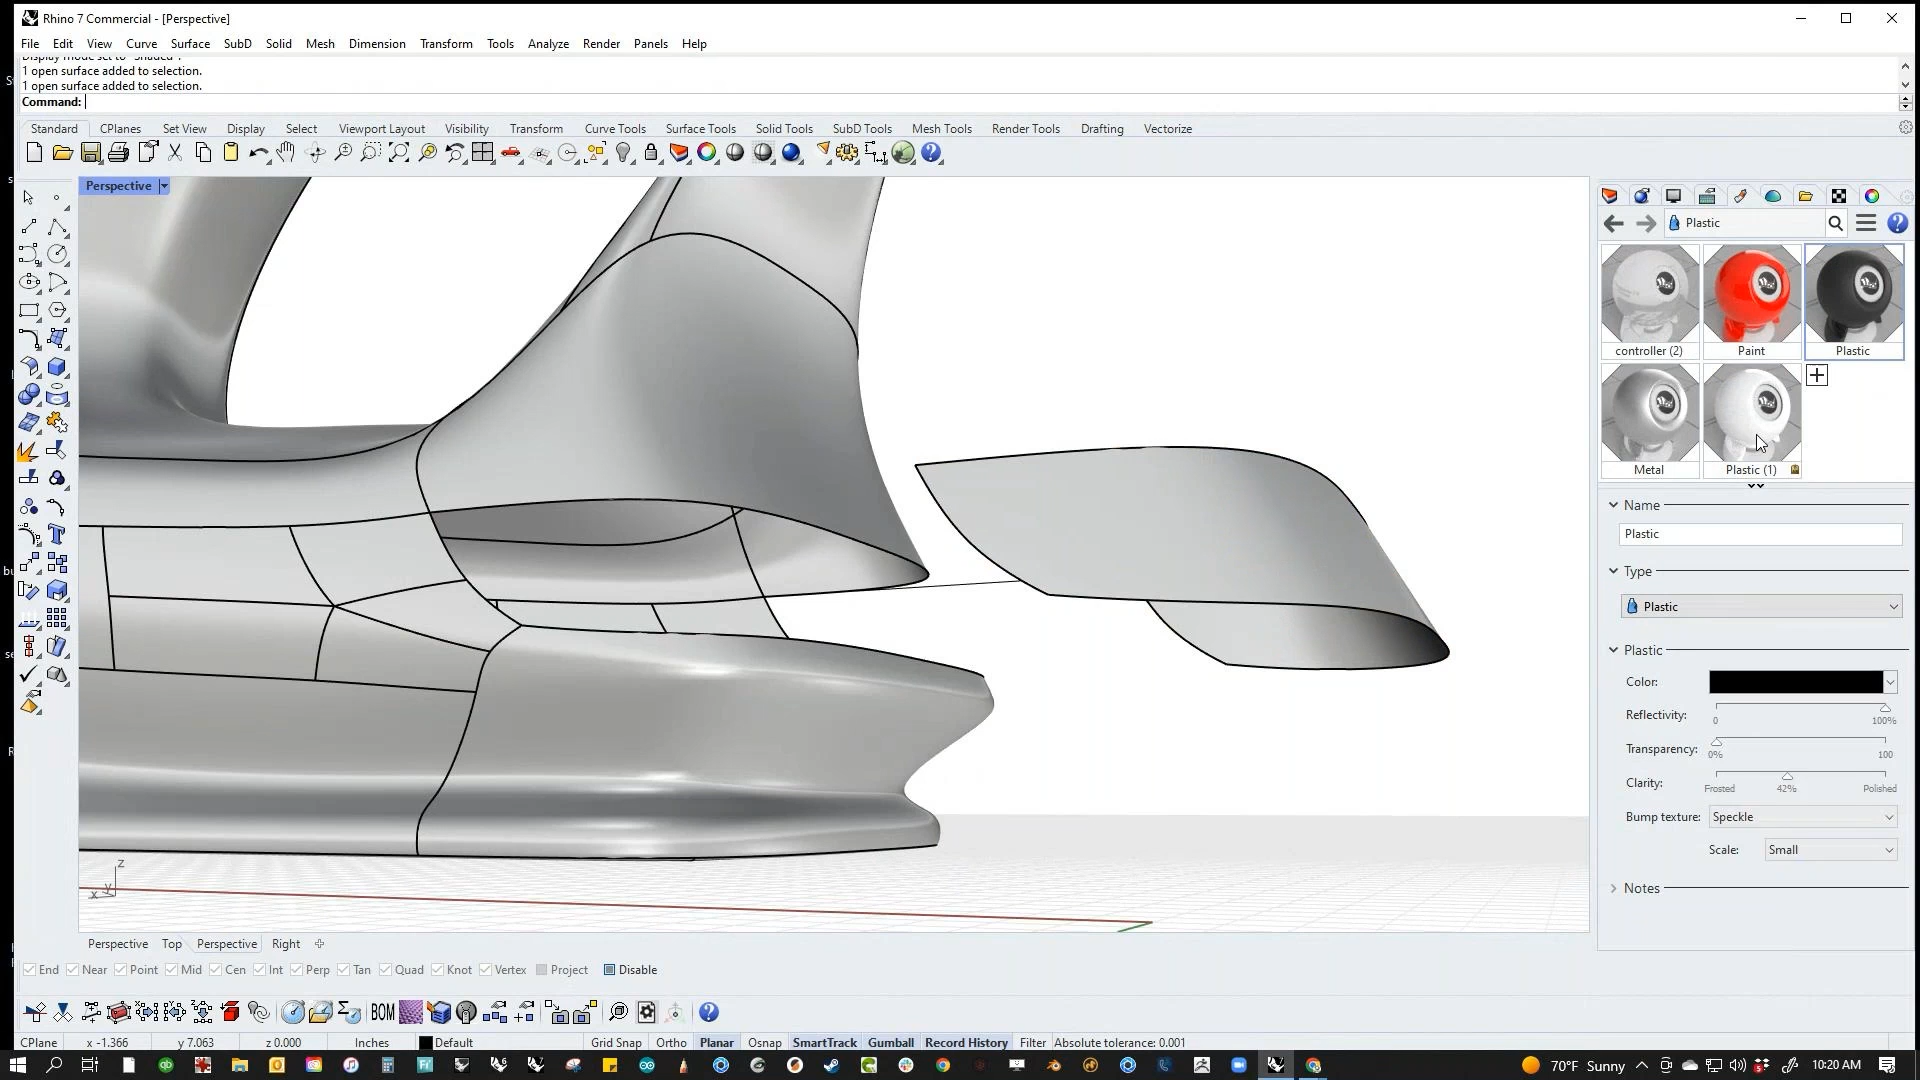 Rhino 7 Commercial - [Perspective]
File Edit View Curve Surface SubD Solid Mesh Dimension Transform Tools Analyze Render Panels Help
Display mode set to "Shaded".
1 open surface added to selection.
1 open surface added to selection.
Command:
Standard CPlanes Set View Display Select Viewport Layout Visibility Transform Curve Tools Surface Tools Solid Tools SubD Tools Mesh Tools Render Tools Drafting Vectorize
Perspective
Plastic
controller (2) Paint Plastic
Metal Plastic (1)
Name
Plastic
Type
Plastic
Plastic
Color:
Reflectivity: 0 100%
Transparency: 0% 100
Clarity: Frosted 42% Polished
Bump texture: Speckle
Scale: Small
Notes
z
x y
Perspective Top Perspective Right
End Near Point Mid Cen Int Perp Tan Quad Knot Vertex Project Disable
BOM
CPlane x -1.366 y 7.063 z 0.000 Inches Default Grid Snap Ortho Planar Osnap SmartTrack Gumball Record History Filter Absolute tolerance: 0.001
70°F Sunny 10:20 AM